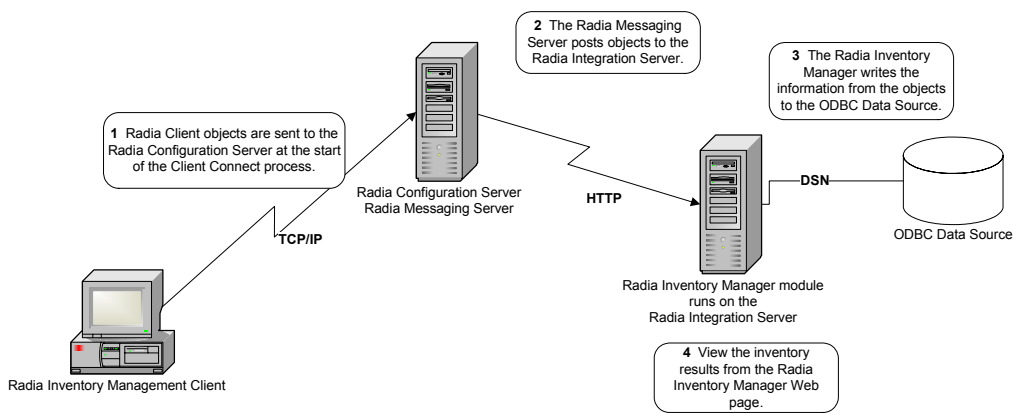 2 The Radia Messaging
Server posts objects to the
Radia Integration Server.
3 The Radia Inventory
Manager writes the
information from the objects
to the ODBC Data Source.
1 Radia Client objects are sent to the
Radia Configuration Server at the start
of the Client Connect process.
Radia Configuration Server
Radia Messaging Server
HTTP
DSN
ODBC Data Source
TCP/IP
Radia Inventory Manager module
runs on the
Radia Integration Server
4 View the inventory
results from the Radia
Inventory Manager Web
page.
Radia Inventory Management Client